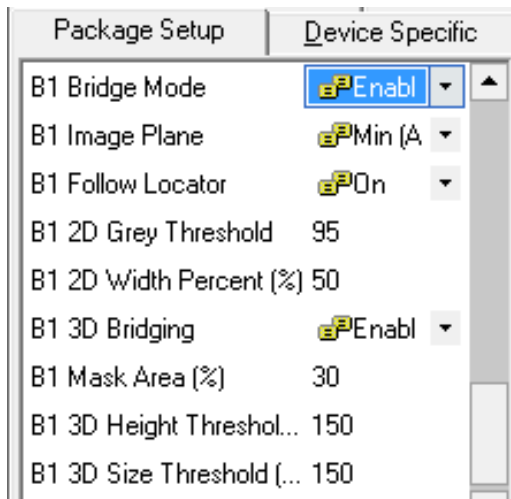 Package Setup
Device Specific
B1 Bridge Mode Enabl
B1 Image Plane Min (A
B1 Follow Locator On
B1 2D Grey Threshold 95
B1 2D Width Percent (%) 50
B1 3D Bridging Enabl
B1 Mask Area (%) 30
B1 3D Height Threshol... 150
B1 3D Size Threshold (... 150